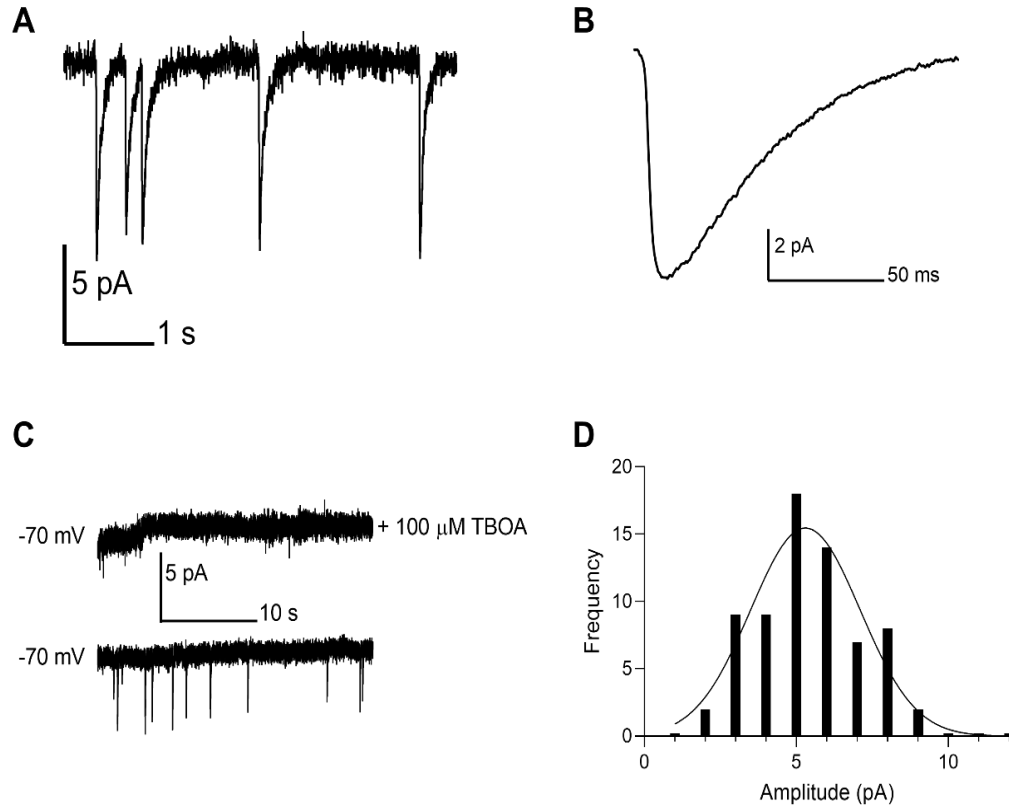 A
5 pA
1 s
B
2 pA
50 ms
C
-70 mV
+ 100 μM TBOA
5 pA
10 s
-70 mV
D
20
15
10
5
0
Frequency
0
5
10
Amplitude (pA)